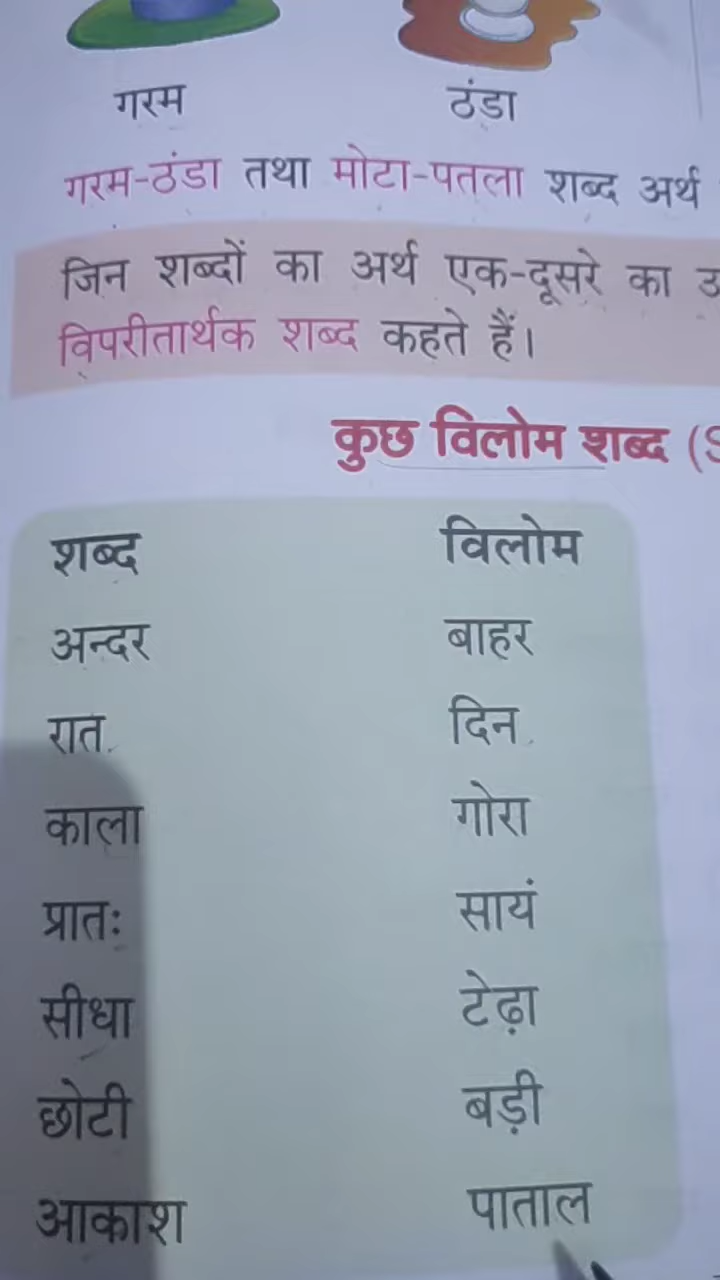 गरम ठंडा
गरम-ठंडा तथा मोटा-पतला शब्द अर्थ
जिन शब्दों का अर्थ एक-दूसरे का
विपरीतार्थक शब्द कहते हैं।
कुछ विलोम शब्द (
शब्द विलोम
अन्दर बाहर
रात दिन
काला गोरा
प्रातः सायं
सीधा टेढ़ा
छोटी बड़ी
आकाश पाताल